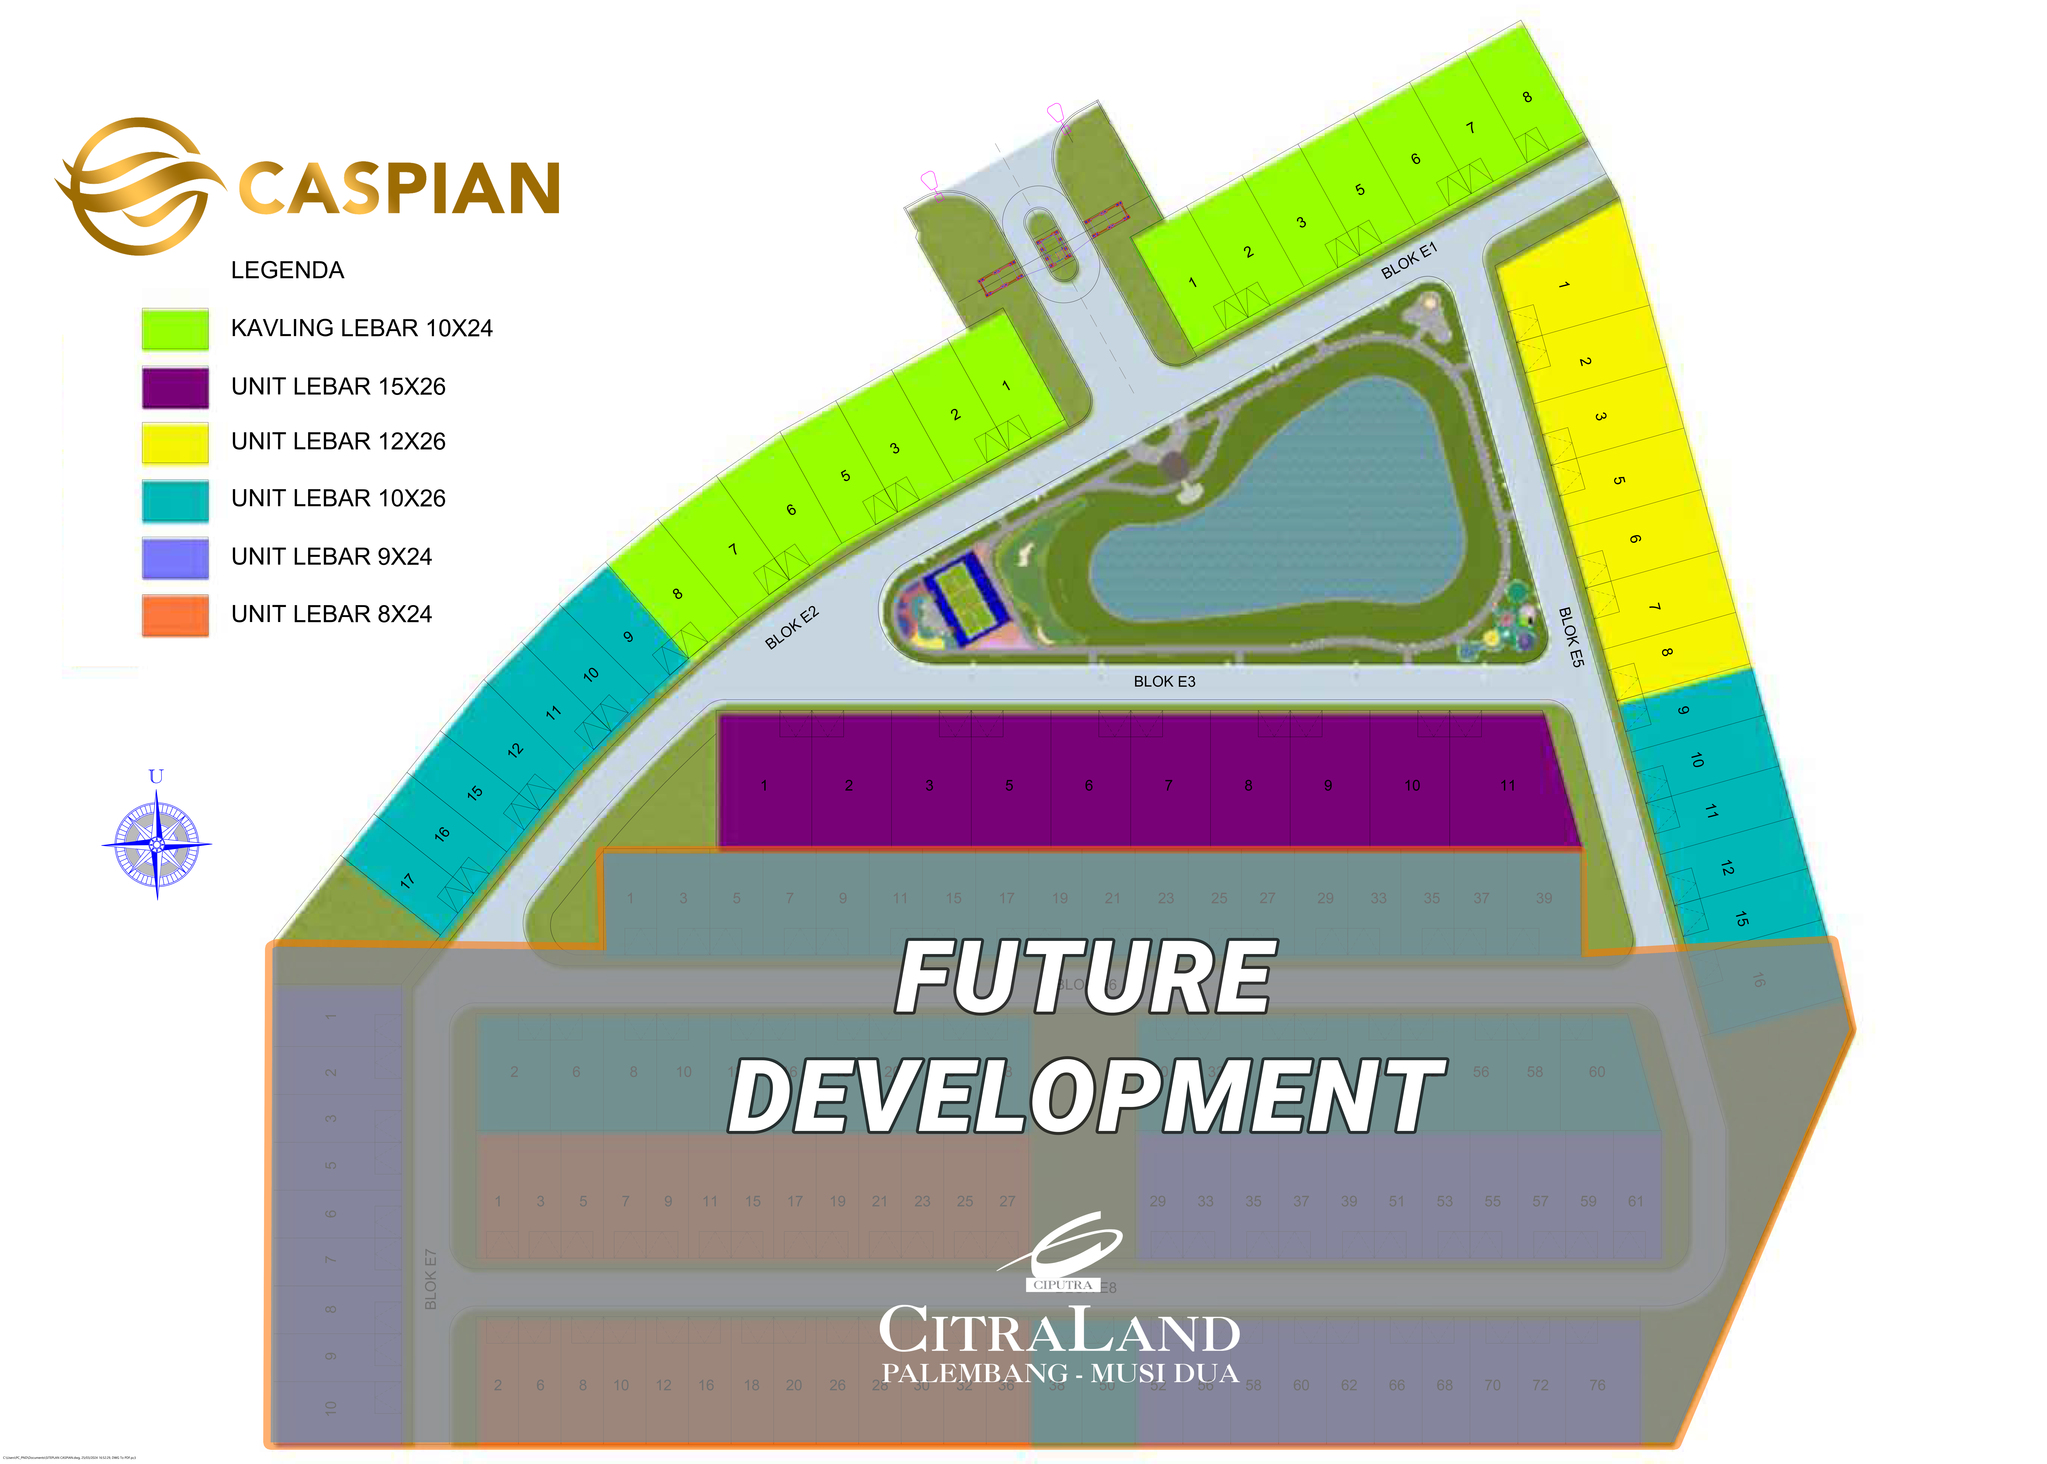 CASPIAN
LEGENDA
KAVLING LEBAR 10X24
UNIT LEBAR 15X26
UNIT LEBAR 12X26
UNIT LEBAR 10X26
UNIT LEBAR 9X24
UNIT LEBAR 8X24
U
1 2 3 5 6 7 8
BLOK E1
1 2 3 5 6 7 8 9 10 11 12 15 16 17
BLOK E2
1 2 3 5 6 7 8 9 10 11 12 15 16
BLOK E5
BLOK E3
1 2 3 5 6 7 8 9 10 11
1 3 5 7 9 11 15 17 19 21 23 25 27 29 33 35 37 39
FUTURE
DEVELOPMENT
1 2 3 5 6 7 8 9 10
BLOK E7
2 6 8 10
56 58 60
1 3 5 7 9 11 15 17 19 21 23 25 27
29 33 35 37 39 51 53 55 57 59 61
E8
CIPUTRA
CITRALAND
PALEMBANG - MUSI DUA
2 6 8 10 12 16 18 20 26 28 30 32 36 38 50 52 56 58 60 62 66 68 70 72 76